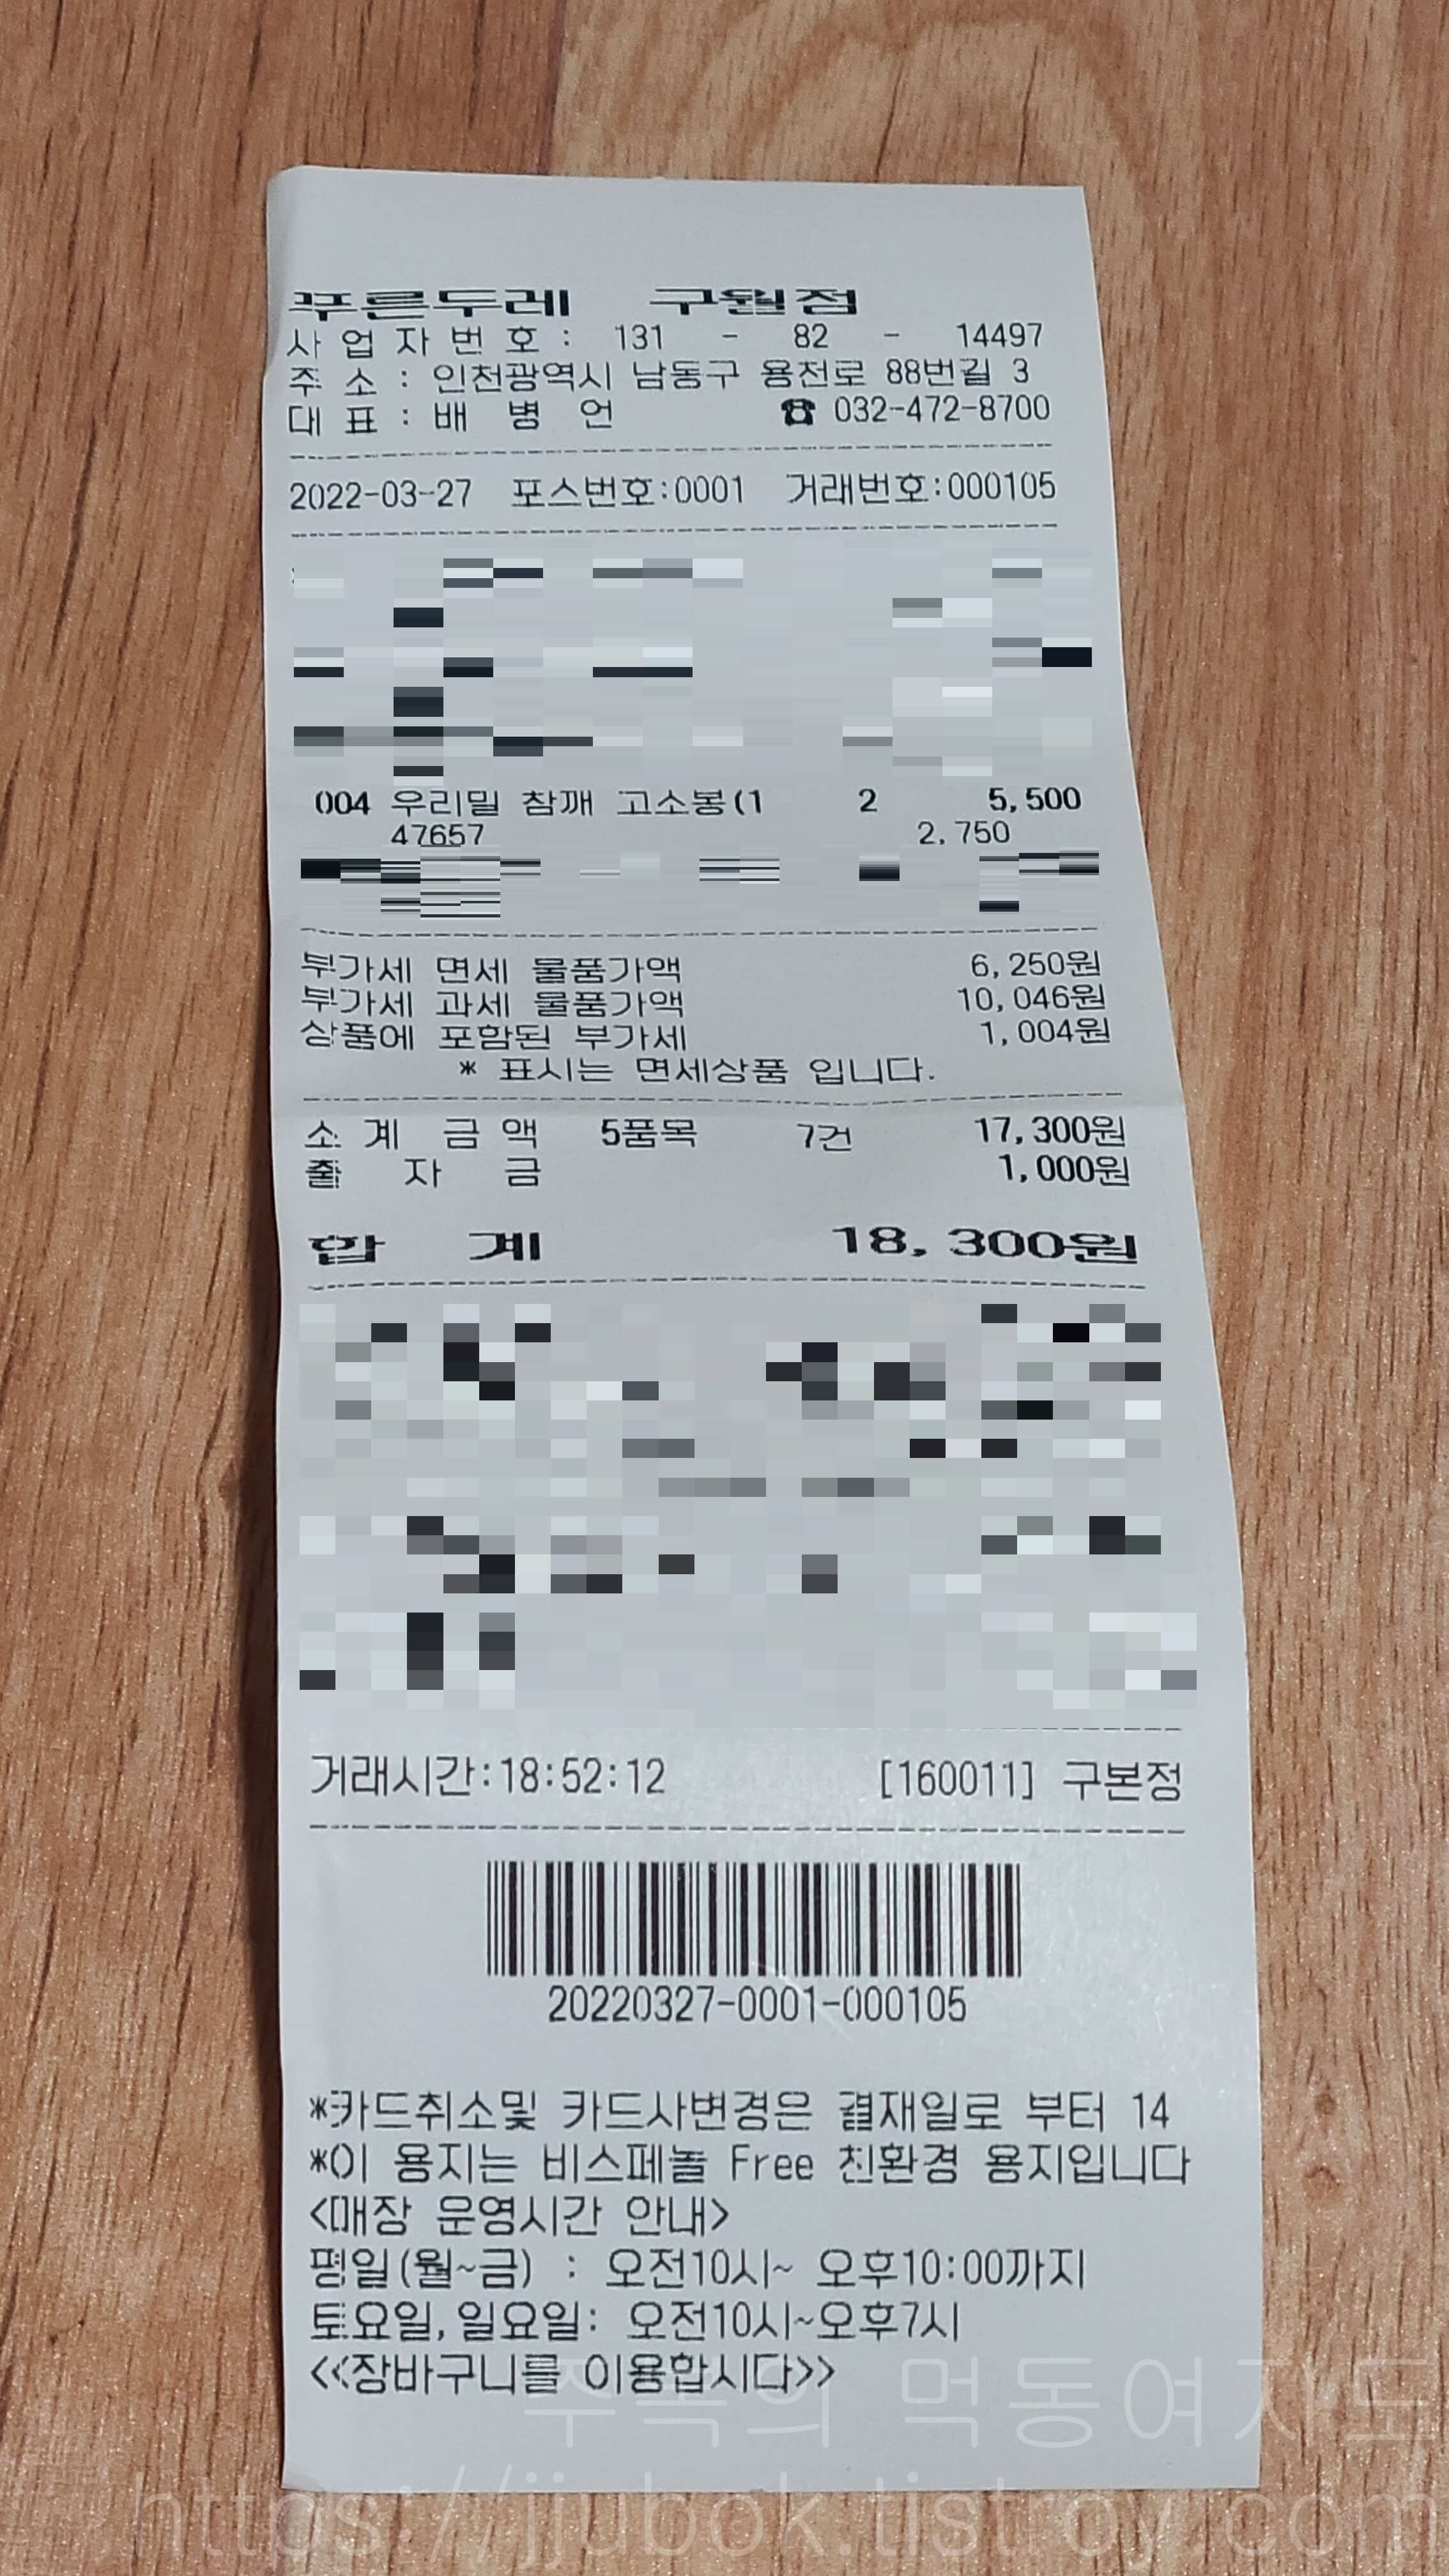 푸른두레 구월점
사 업 자 번 호 : 131 - 82 - 14497
주 소 : 인천광역시 남동구 용천로 88번길 3
대 표 : 배 병 언 ☎ 032-472-8700
2022-03-27 포스번호:0001 거래번호:000105
004 우리밀 참깨 고소봉(1 2 5,500
47657 2,750
부가세 면세 물품가액 6,250원
부가세 과세 물품가액 10,046원
상품에 포함된 부가세 1,004원
* 표시는 면세상품 입니다.
소 계 금 액 5품목 7건 17,300원
출 자 금 1,000원
합 계 18,300원
거래시간:18:52:12 [160011] 구본정
20220327-0001-000105
*카드취소및 카드사변경은 결재일로 부터 14
*이 용지는 비스페놀 Free 친환경 용지입니다
<매장 운영시간 안내>
평일(월~금) : 오전10시~ 오후10:00까지
토요일,일요일: 오전10시~오후7시
<<장바구니를 이용합시다>>
쭈복의 먹동여지도
https://jjubok.tistroy.com